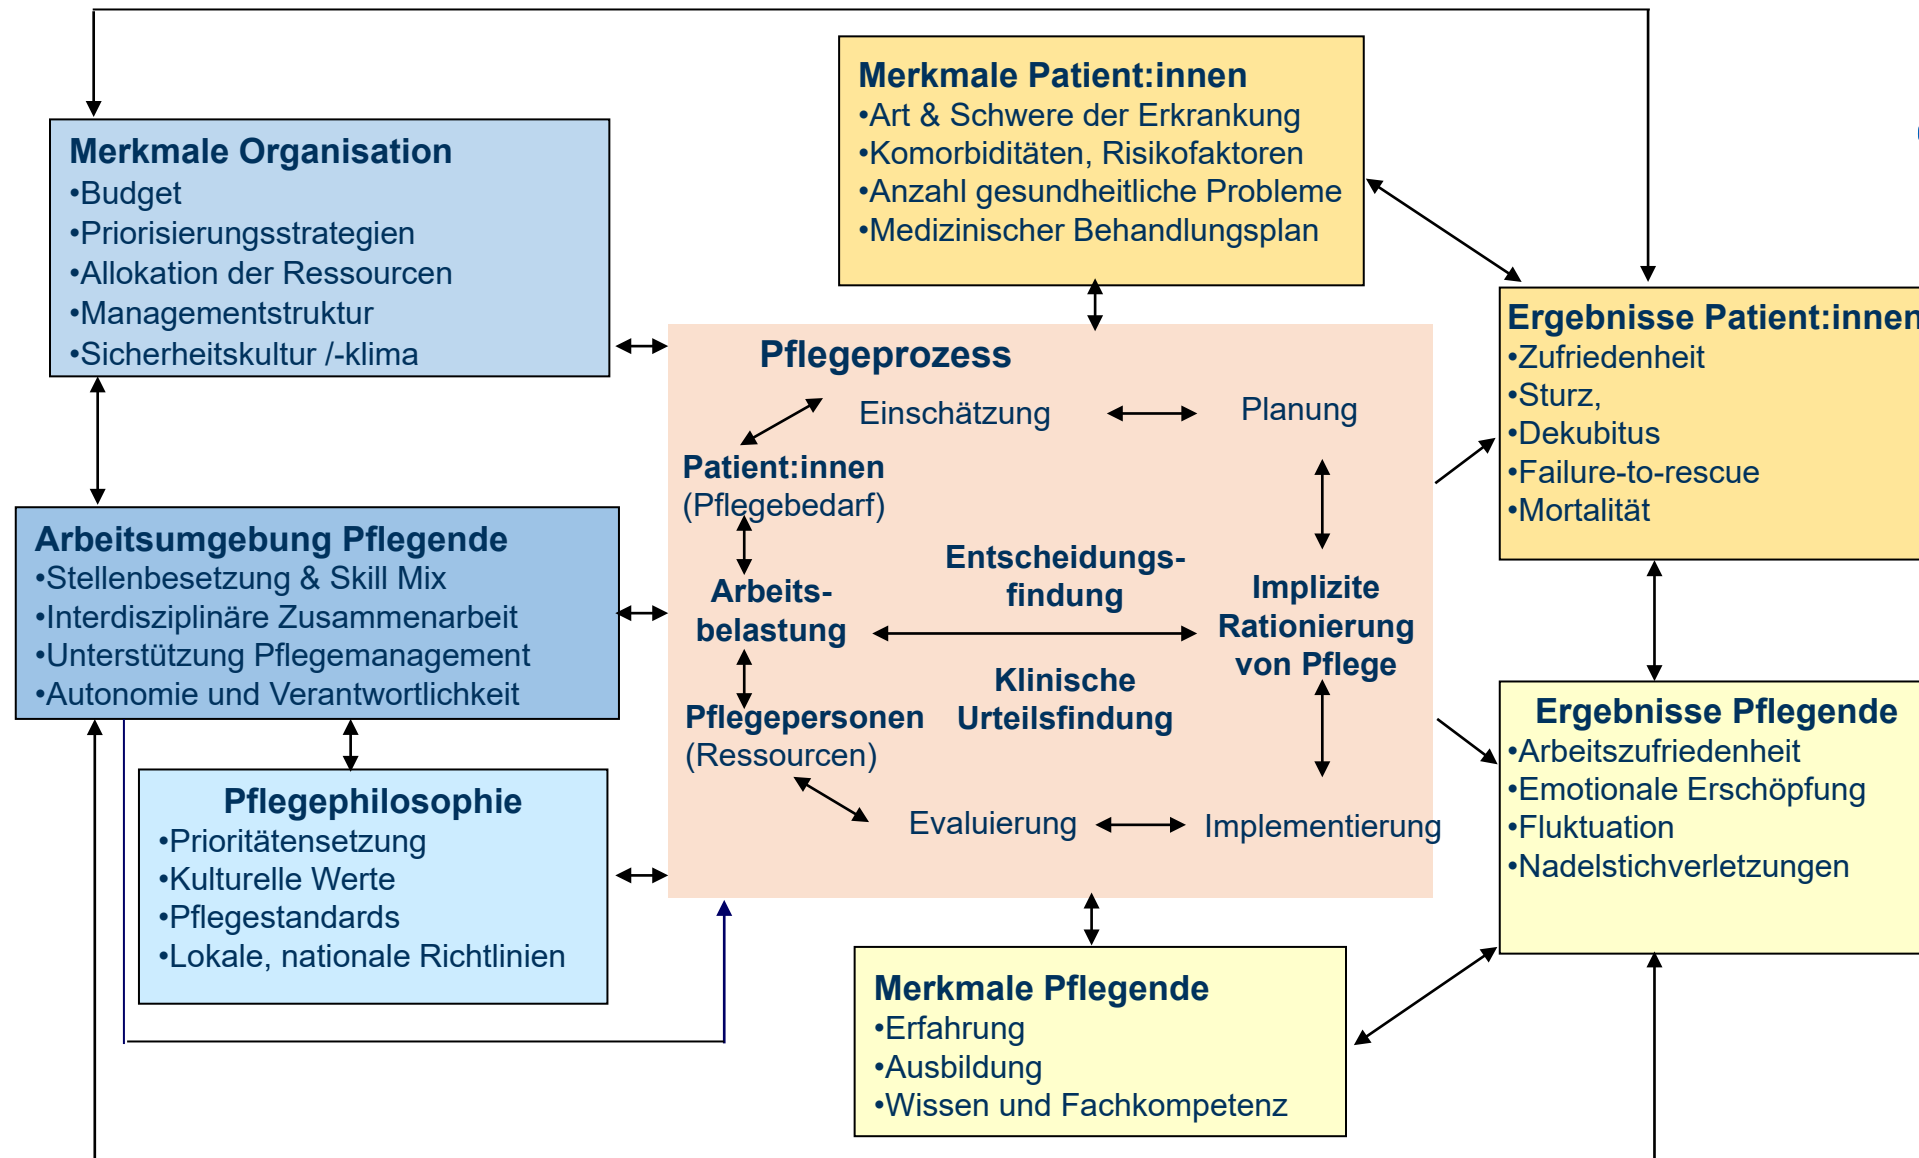 Merkmale Patient:innen
•Art & Schwere der Erkrankung
•Komorbiditäten, Risikofaktoren
•Anzahl gesundheitliche Probleme
•Medizinischer Behandlungsplan
Merkmale Organisation
•Budget
•Priorisierungsstrategien
•Allokation der Ressourcen
•Managementstruktur
•Sicherheitskultur /-klima
Ergebnisse Patient:innen
•Zufriedenheit
•Sturz,
•Dekubitus
•Failure-to-rescue
•Mortalität
Pflegeprozess
Einschätzung
Planung
Patient:innen
(Pflegebedarf)
Entscheidungs-
findung
Arbeits-
belastung
Implizite
Rationierung
von Pflege
Klinische
Urteilsfindung
Pflegepersonen
(Ressourcen)
Evaluierung
Implementierung
Arbeitsumgebung Pflegende
•Stellenbesetzung & Skill Mix
•Interdisziplinäre Zusammenarbeit
•Unterstützung Pflegemanagement
•Autonomie und Verantwortlichkeit
Ergebnisse Pflegende
•Arbeitszufriedenheit
•Emotionale Erschöpfung
•Fluktuation
•Nadelstichverletzungen
Pflegephilosophie
•Prioritätensetzung
•Kulturelle Werte
•Pflegestandards
•Lokale, nationale Richtlinien
Merkmale Pflegende
•Erfahrung
•Ausbildung
•Wissen und Fachkompetenz